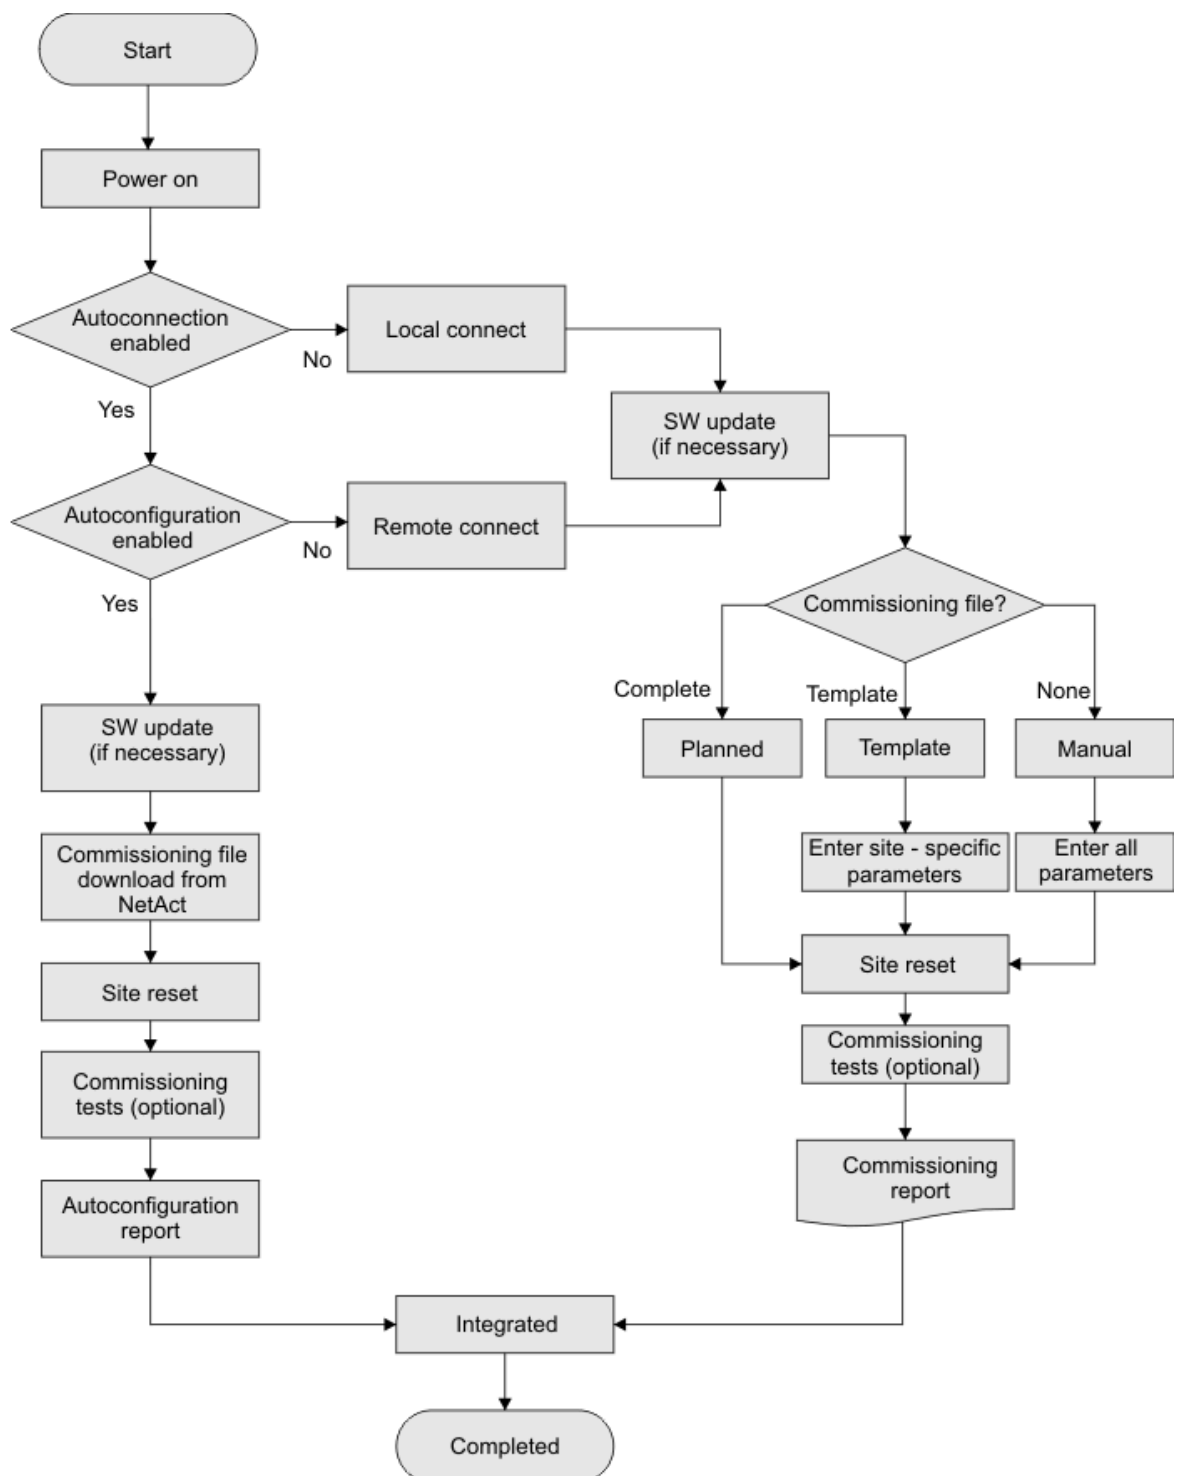 Start
Power on
Autoconnection
enabled
No
Local connect
Yes
SW update
(if necessary)
Autoconfiguration
enabled
No
Remote connect
Yes
Commissioning file?
Complete
Template
None
SW update
(if necessary)
Planned
Template
Manual
Commissioning file
download from
NetAct
Enter site - specific
parameters
Enter all
parameters
Site reset
Site reset
Commissioning
tests (optional)
Commissioning
tests (optional)
Autoconfiguration
report
Commissioning
report
Integrated
Completed